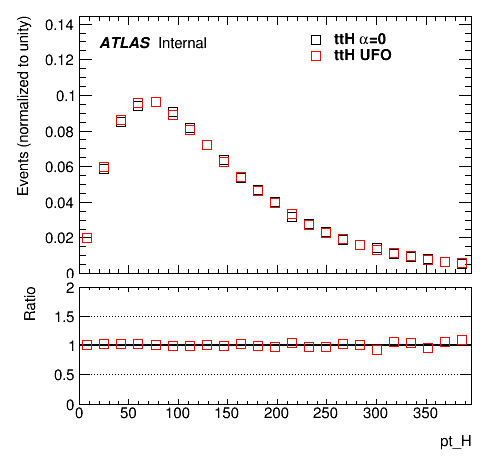 ATLAS Internal
ttH α=0
ttH UFO
Events (normalized to unity)
0.14
0.12
0.1
0.08
0.06
0.04
0.02
0
Ratio
2
1.5
1
0.5
0
0 50 100 150 200 250 300 350
pt_H